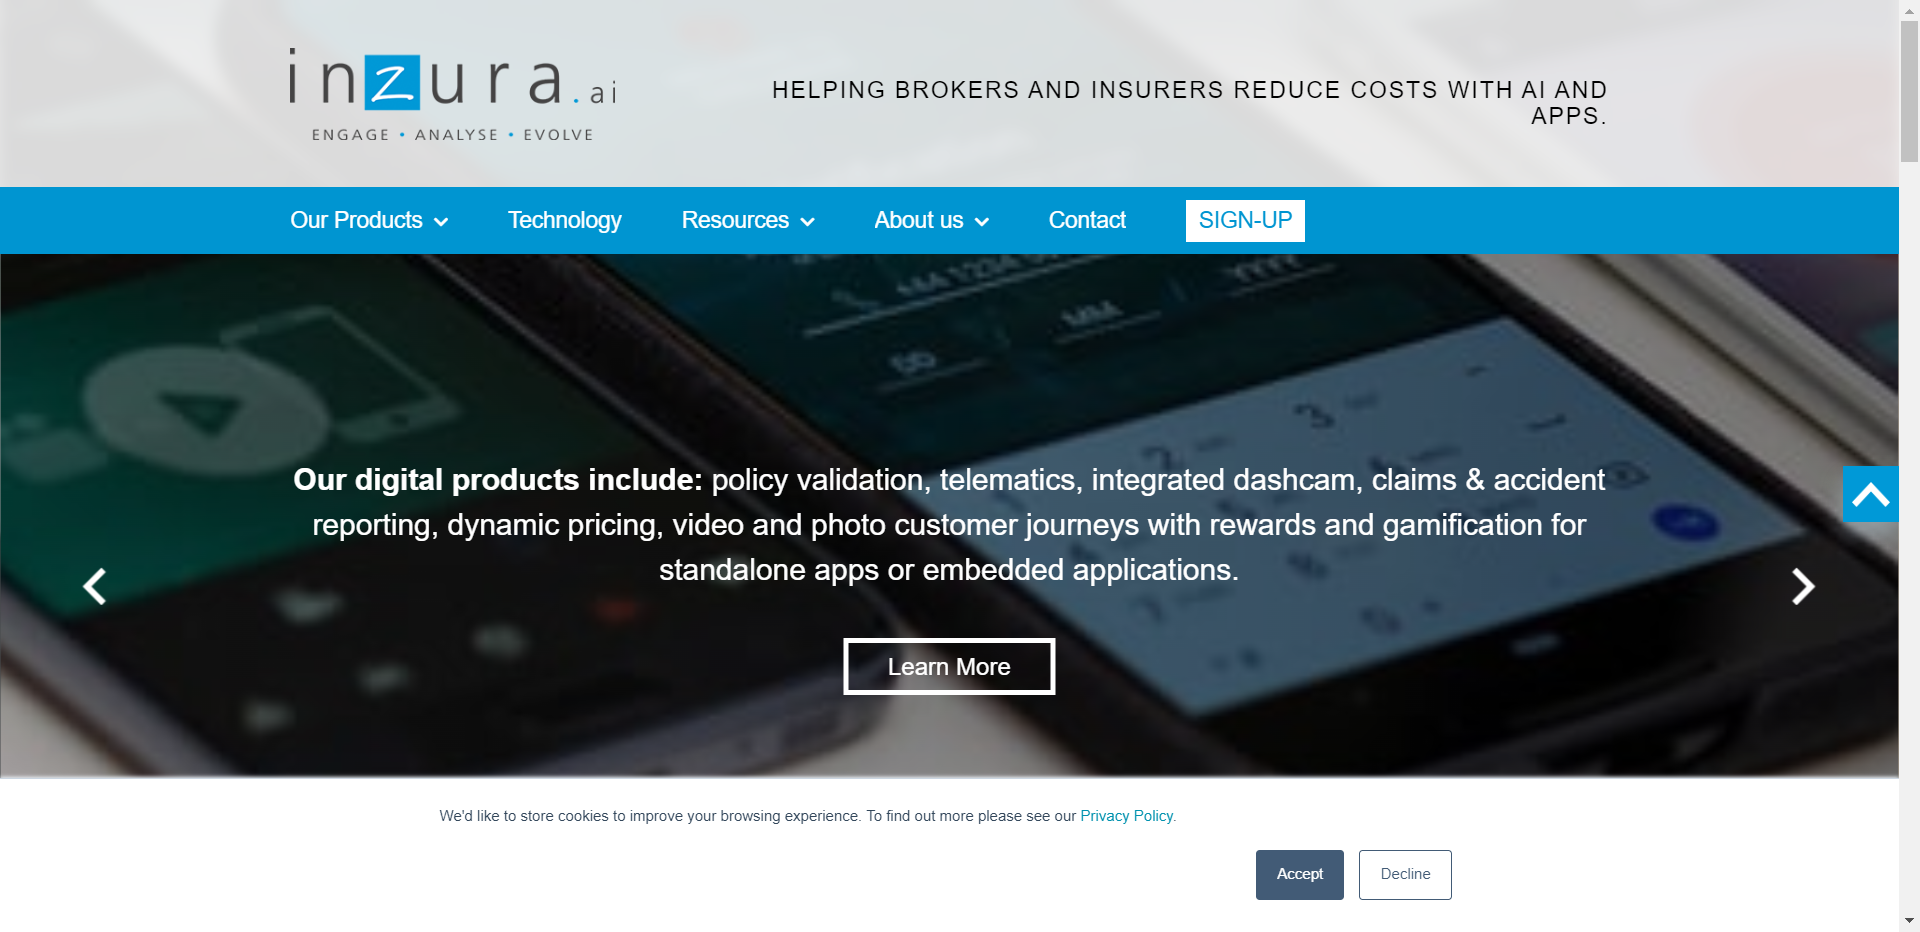 inzura.ai
ENGAGE • ANALYSE • EVOLVE
HELPING BROKERS AND INSURERS REDUCE COSTS WITH AI AND
APPS.
Our Products
Technology
Resources
About us
Contact
SIGN-UP
+44 1234
YYYY
MM
Our digital products include: policy validation, telematics, integrated dashcam, claims & accident
reporting, dynamic pricing, video and photo customer journeys with rewards and gamification for
standalone apps or embedded applications.
Learn More
We'd like to store cookies to improve your browsing experience. To find out more please see our Privacy Policy.
Accept
Decline